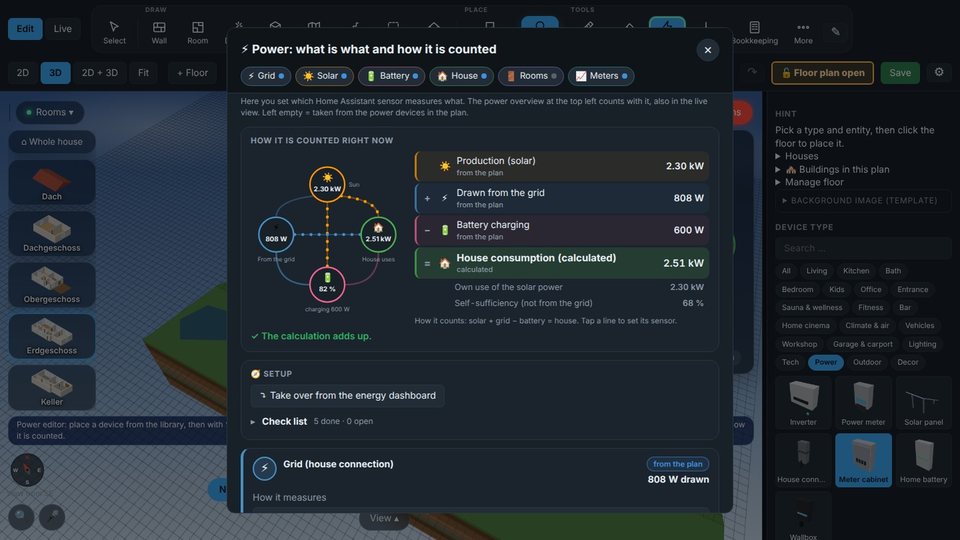 DRAW
PLACE
TOOLS
Edit
Live
Select
Wall
Room
Bookkeeping
More
2D
3D
2D + 3D
Fit
+ Floor
Floor plan open
Save
⚡ Power: what is what and how it is counted
Grid
Solar
Battery
House
Rooms
Meters
Here you set which Home Assistant sensor measures what. The power overview at the top left counts with it, also in the live
view. Left empty = taken from the power devices in the plan.
HOW IT IS COUNTED RIGHT NOW
2.30 kW
Sun
808 W
From the grid
2.51 kW
House uses
82 %
charging 600 W
✓ The calculation adds up.
Production (solar)
from the plan
2.30 kW
+ Drawn from the grid
from the plan
808 W
− Battery charging
from the plan
600 W
= House consumption (calculated)
calculated
2.51 kW
Own use of the solar power 2.30 kW
Self-sufficiency (not from the grid) 68 %
How it counts: solar + grid − battery = house. Tap a line to set its sensor.
SETUP
Take over from the energy dashboard
▸ Check list 5 done · 0 open
Grid (house connection)
from the plan
808 W drawn
How it measures
Rooms ▾
Whole house
Dach
Dachgeschoss
Obergeschoss
Erdgeschoss
Keller
Power editor: place a device from the library, then with
it is counted.
View ▴
HINT
Pick a type and entity, then click the
floor to place it.
▸ Houses
▸ Buildings in this plan
▸ Manage floor
▸ BACKGROUND IMAGE (TEMPLATE)
DEVICE TYPE
Search ...
All
Living
Kitchen
Bath
Bedroom
Kids
Office
Entrance
Sauna & wellness
Fitness
Bar
Home cinema
Climate & air
Vehicles
Workshop
Garage & carport
Lighting
Tech
Power
Outdoor
Decor
Inverter
Power meter
Solar panel
House conn...
Meter cabinet
Home battery
Wallbox